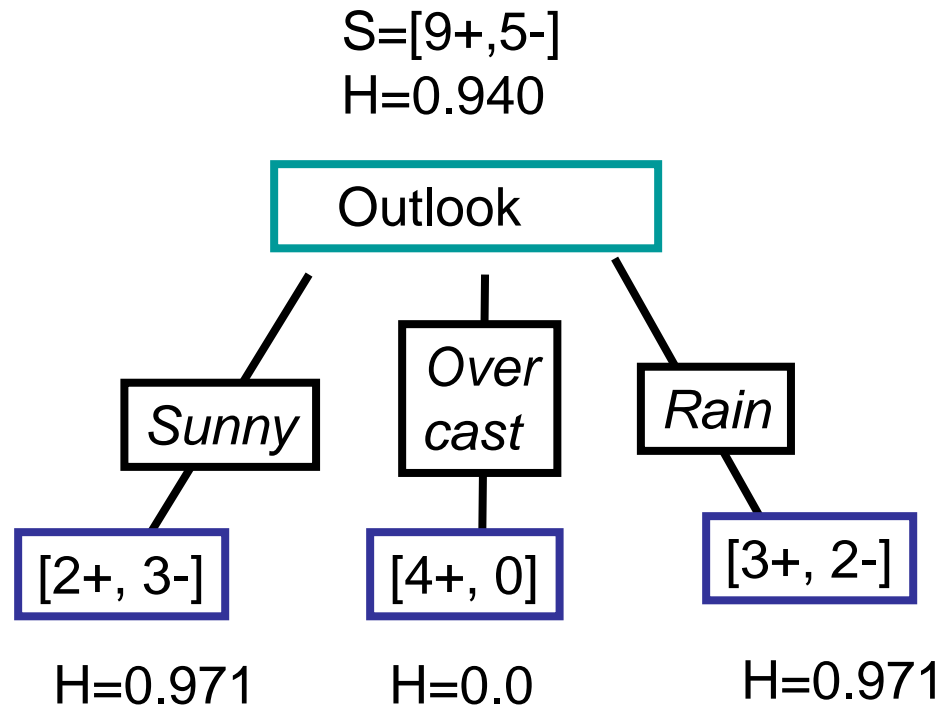 S=[9+,5-]
H=0.940
Outlook
Sunny
Over
cast
Rain
[2+, 3-]
[4+, 0]
[3+, 2-]
H=0.971
H=0.0
H=0.971